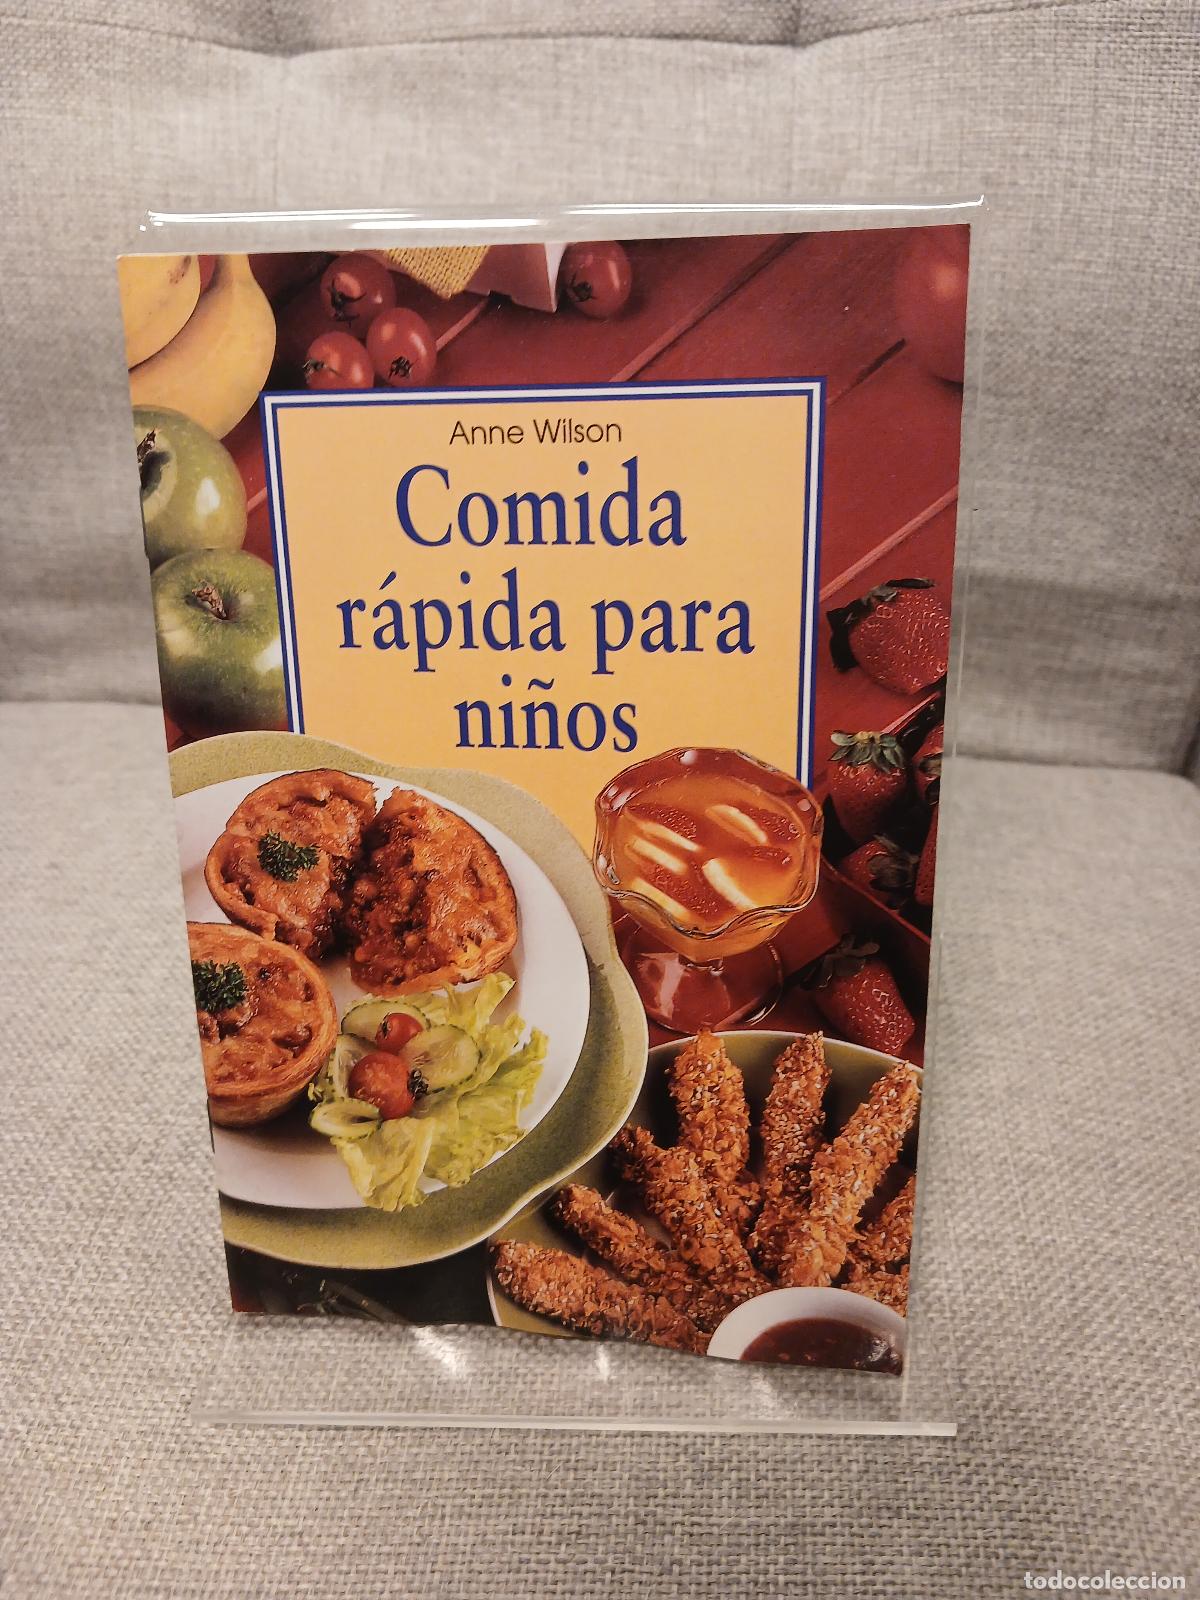 Anne Wilson
Comida
rápida para
niños
todocoleccion